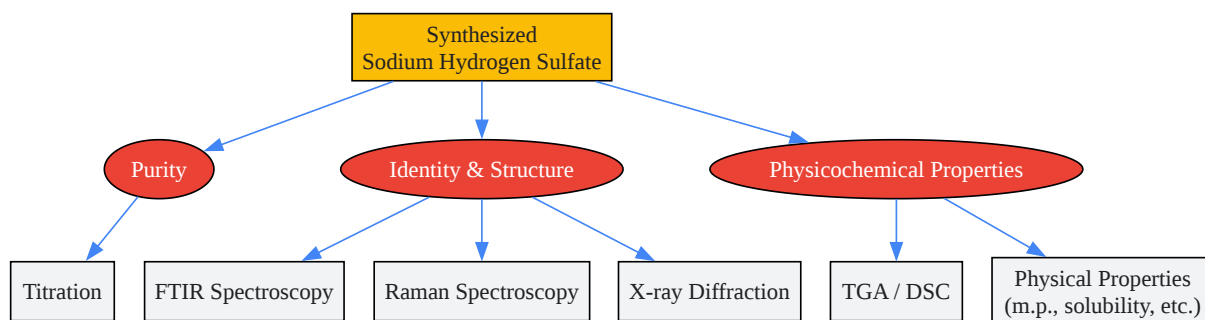 Synthesized
Sodium Hydrogen Sulfate
Purity
Identity & Structure
Physicochemical Properties
Titration
FTIR Spectroscopy
Raman Spectroscopy
X-ray Diffraction
TGA / DSC
Physical Properties
(m.p., solubility, etc.)